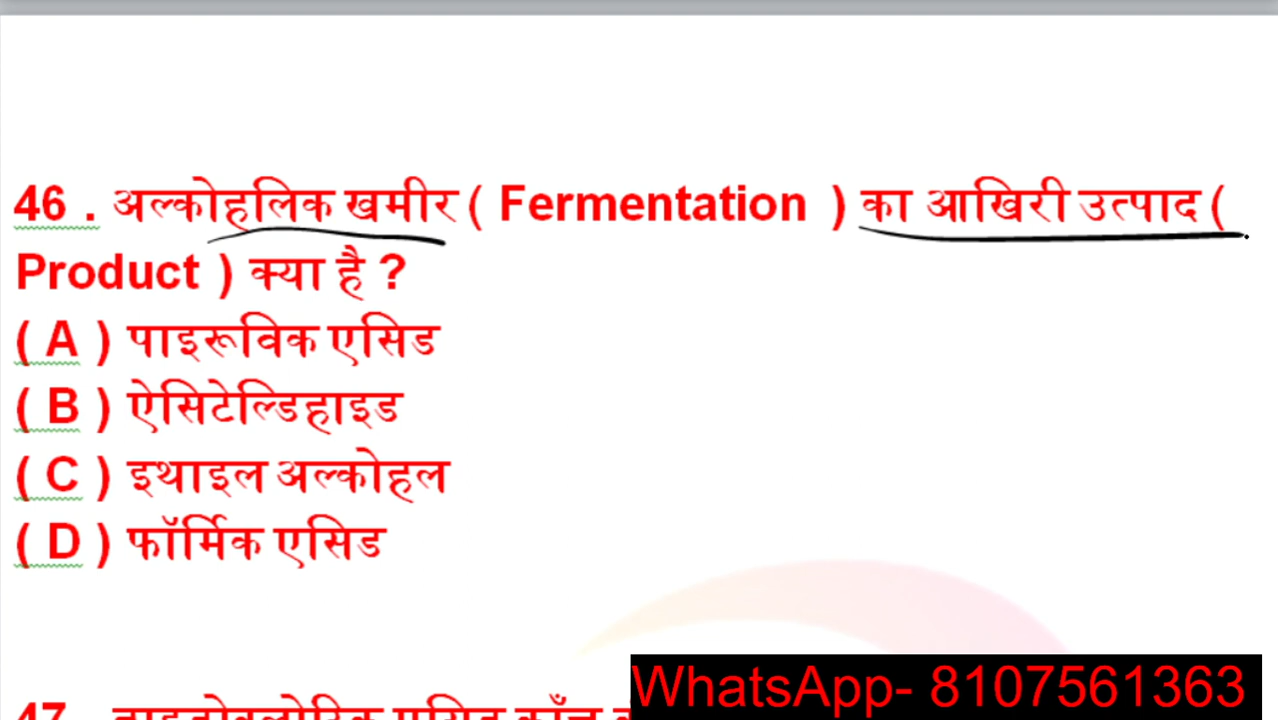 46 . अल्कोहलिक खमीर ( Fermentation ) का आखिरी उत्पाद (
Product ) क्या है ?
( A ) पाइरूविक एसिड
( B ) ऐसिटेल्डिहाइड
( C ) इथाइल अल्कोहल
( D ) फॉर्मिक एसिड
47
WhatsApp- 8107561363